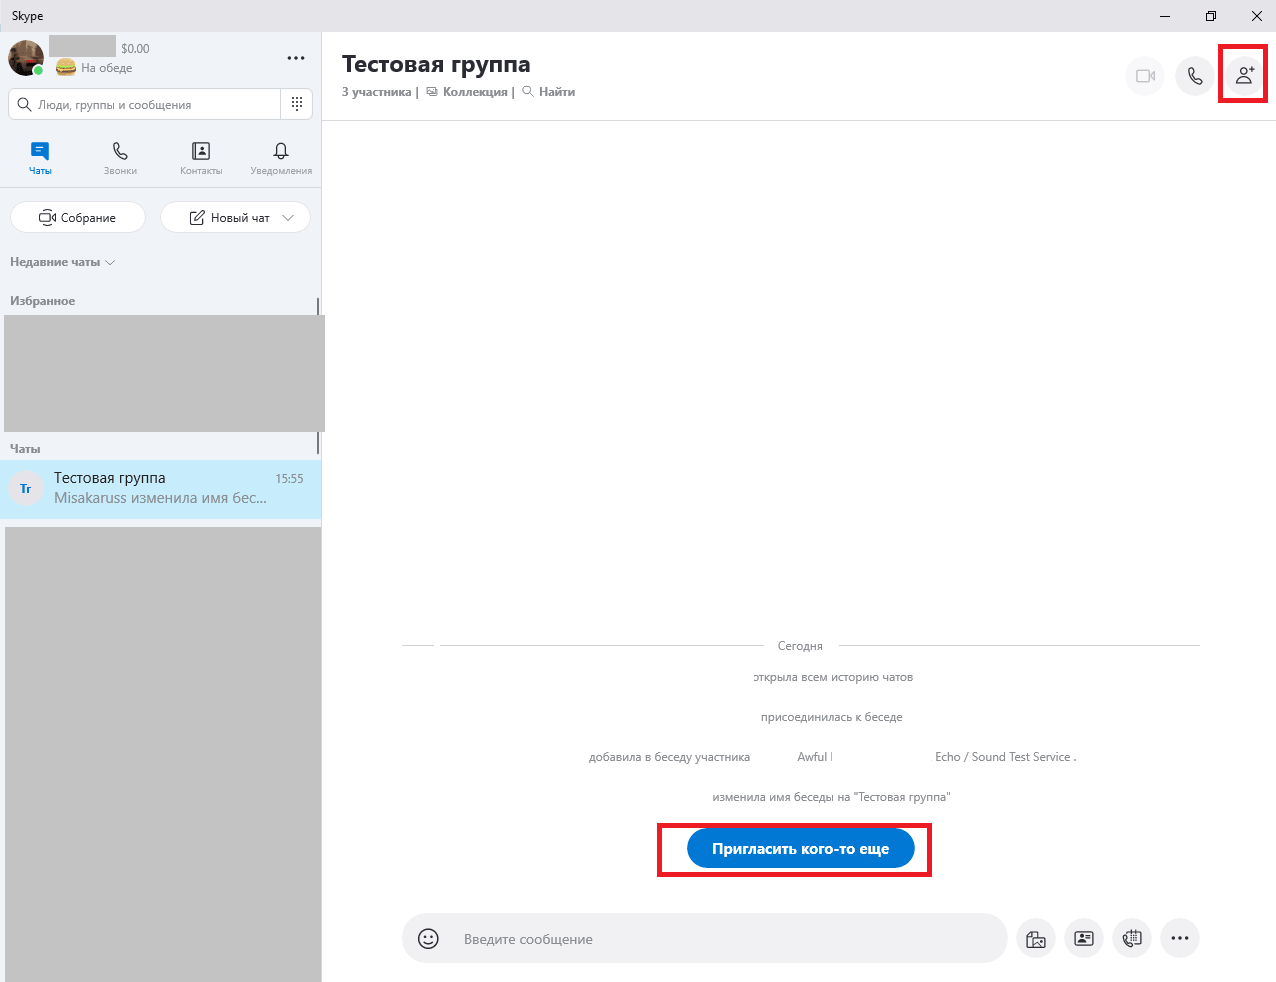 Skype
$0.00
На обеде
Люди, группы и сообщения
Чаты
Звонки
Контакты
Уведомления
Собрание
Новый чат
Недавние чаты
Избранное
Чаты
Тг
Тестовая группа
15:55
Misakaruss изменила имя бес...
Тестовая группа
3 участника | Коллекция | Найти
Сегодня
открыла всем историю чатов
присоединилась к беседе
добавила в беседу участника Awful Echo / Sound Test Service .
изменила имя беседы на "Тестовая группа"
Пригласить кого-то еще
Введите сообщение